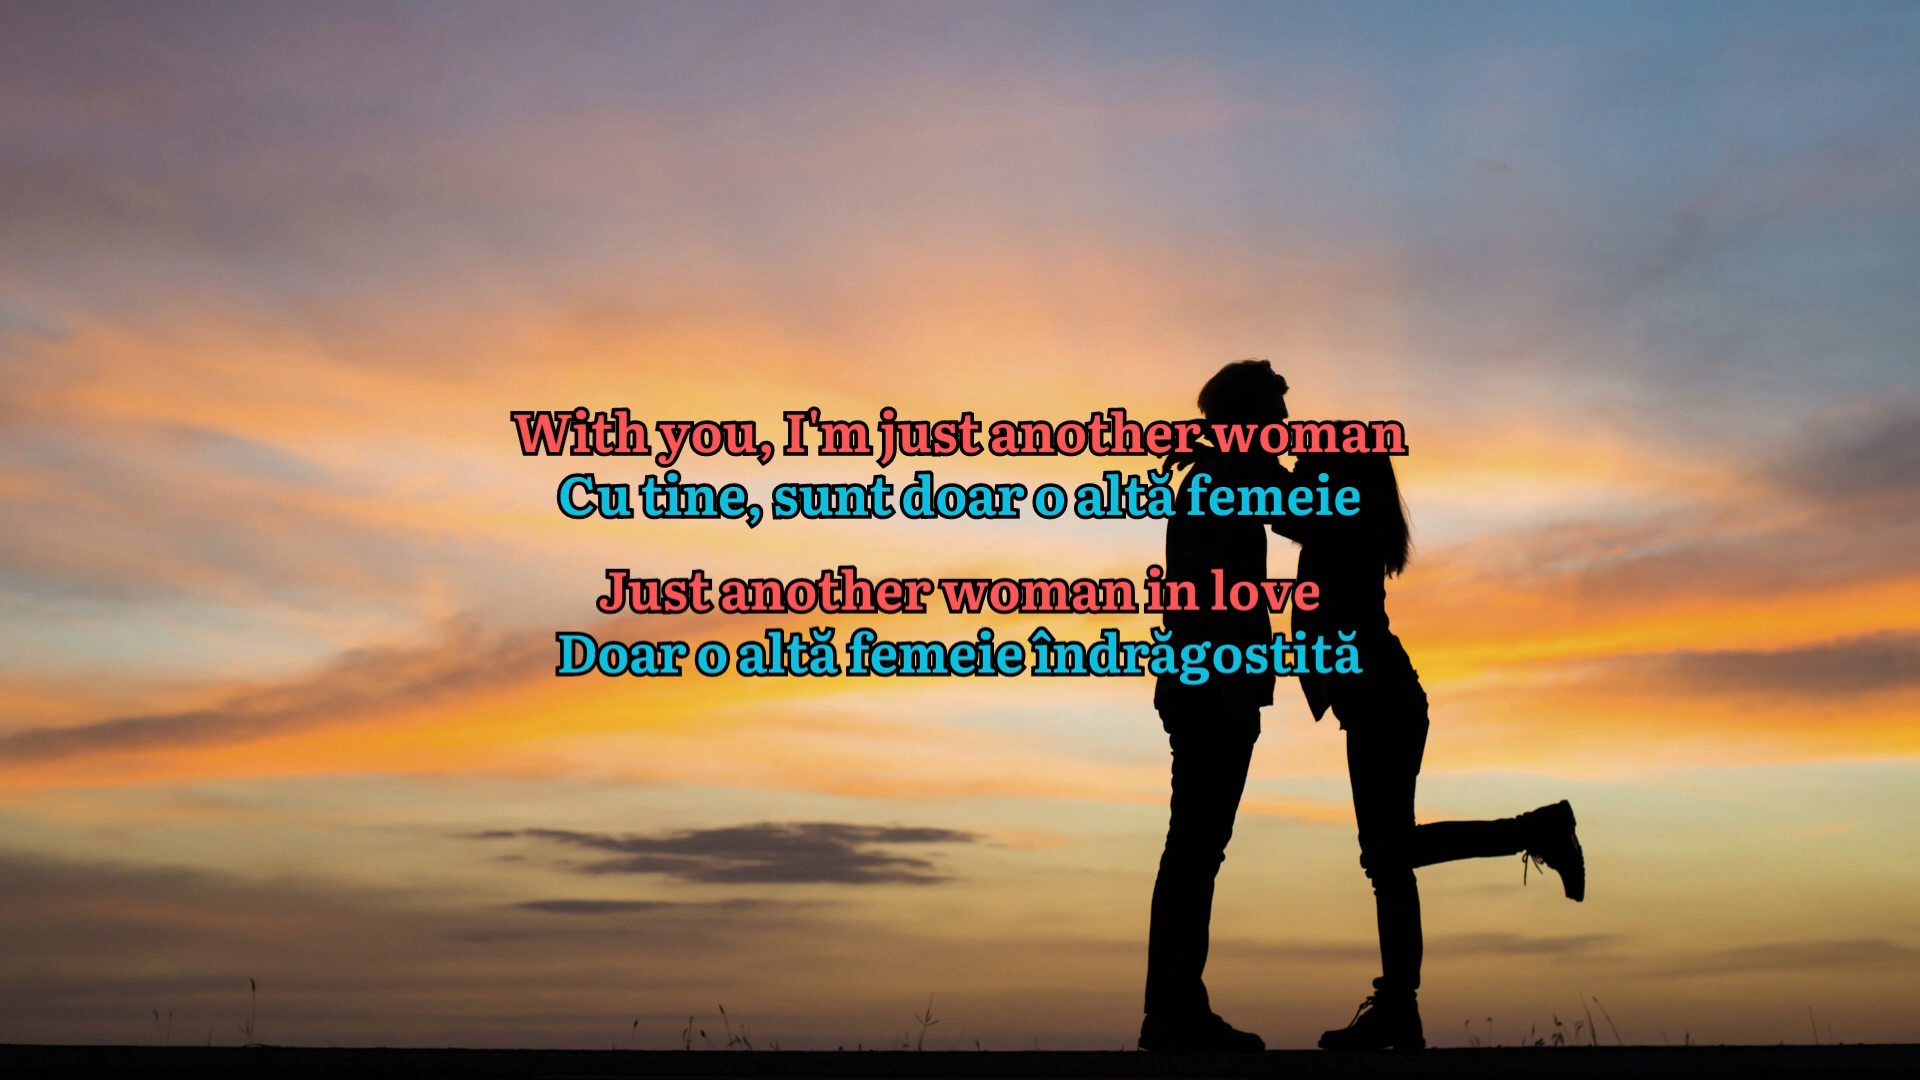 With you, I'm just another woman
Cu tine, sunt doar o altă femeie
Just another woman in love
Doar o altă femeie îndrăgostită